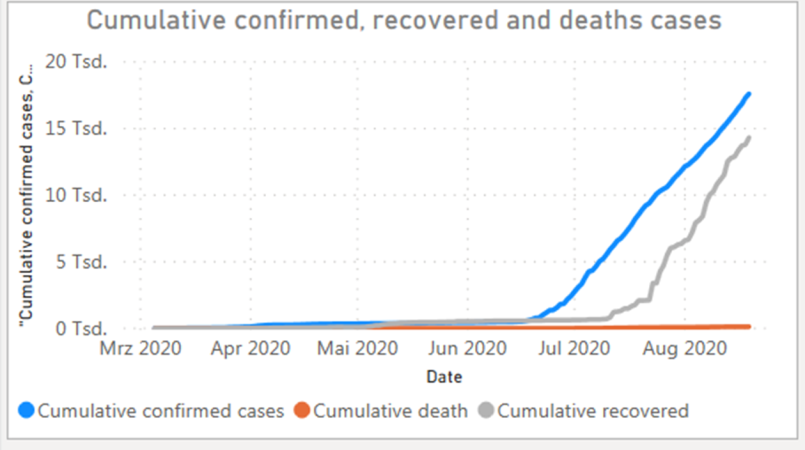 Cumulative confirmed, recovered and deaths cases
"Cumulative confirmed cases, C...
20 Tsd.
15 Tsd.
10 Tsd.
5 Tsd.
0 Tsd.
Mrz 2020 Apr 2020 Mai 2020 Jun 2020 Jul 2020 Aug 2020
Date
Cumulative confirmed cases Cumulative death Cumulative recovered